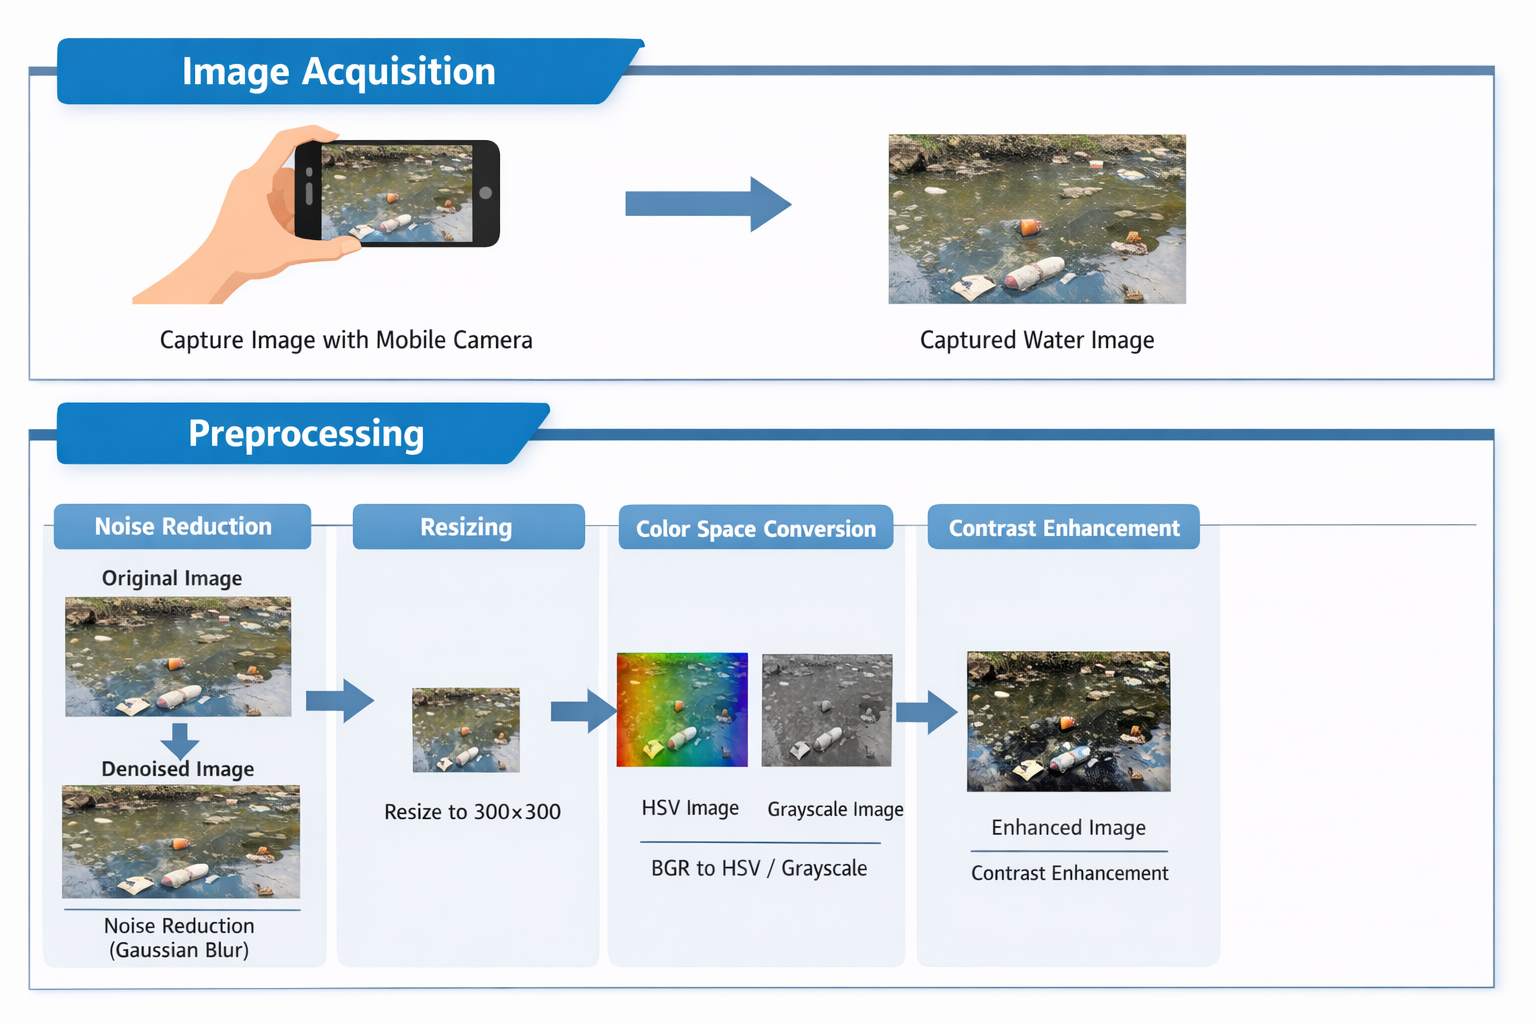 Image Acquisition
Capture Image with Mobile Camera
Captured Water Image
Preprocessing
Noise Reduction
Original Image
Denoised Image
Noise Reduction
(Gaussian Blur)
Resizing
Resize to 300×300
Color Space Conversion
HSV Image
Grayscale Image
BGR to HSV / Grayscale
Contrast Enhancement
Enhanced Image
Contrast Enhancement